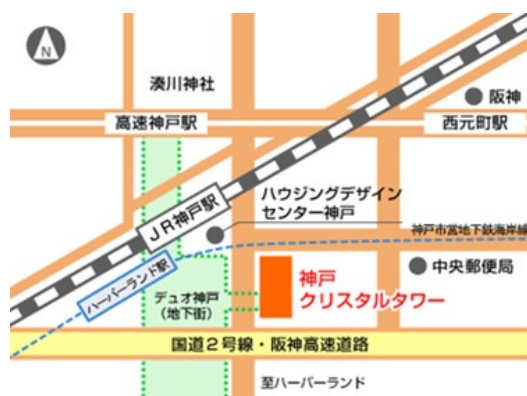 N
湊川神社
阪神
高速神戸駅
西元町駅
JR神戸駅
ハウジングデザイン
センター神戸
神戸市営地下鉄海岸線
ハーバーランド駅
中央郵便局
デュオ神戸
(地下街)
神戸
クリスタルタワー
国道2号線・阪神高速道路
至ハーバーランド